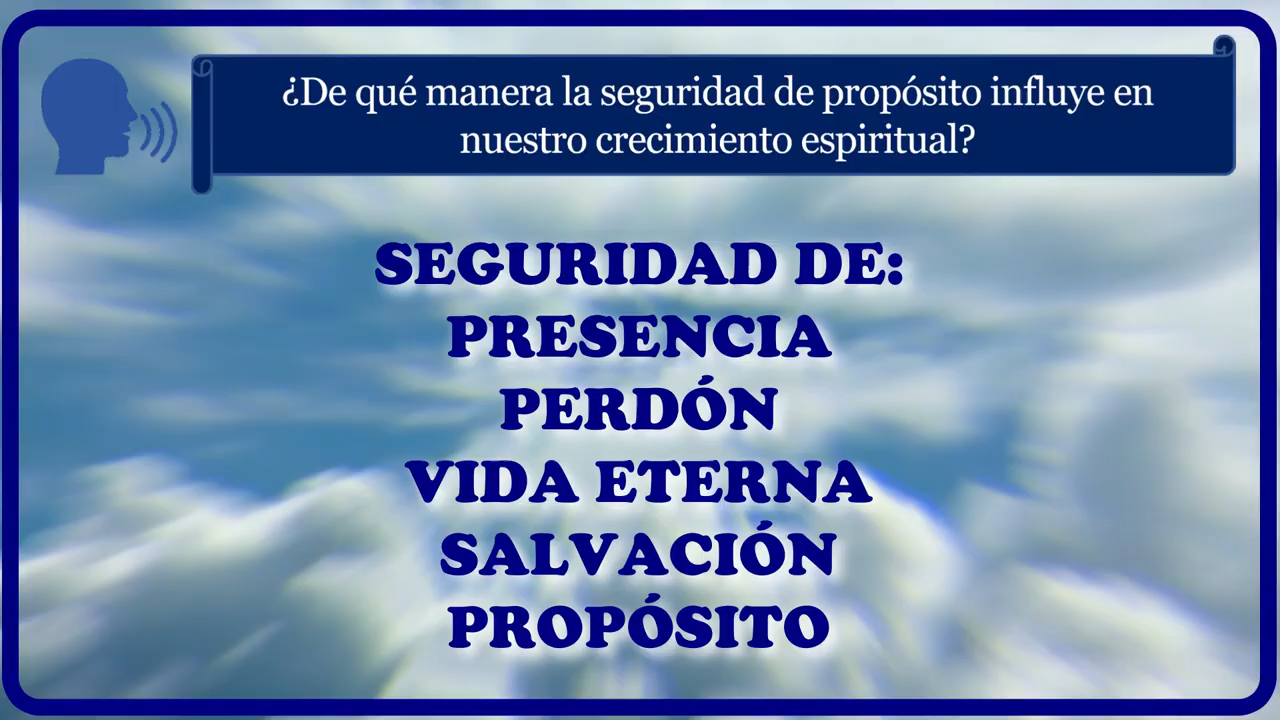 ¿De qué manera la seguridad de propósito influye en
nuestro crecimiento espiritual?
SEGURIDAD DE:
PRESENCIA
PERDÓN
VIDA ETERNA
SALVACIÓN
PROPÓSITO